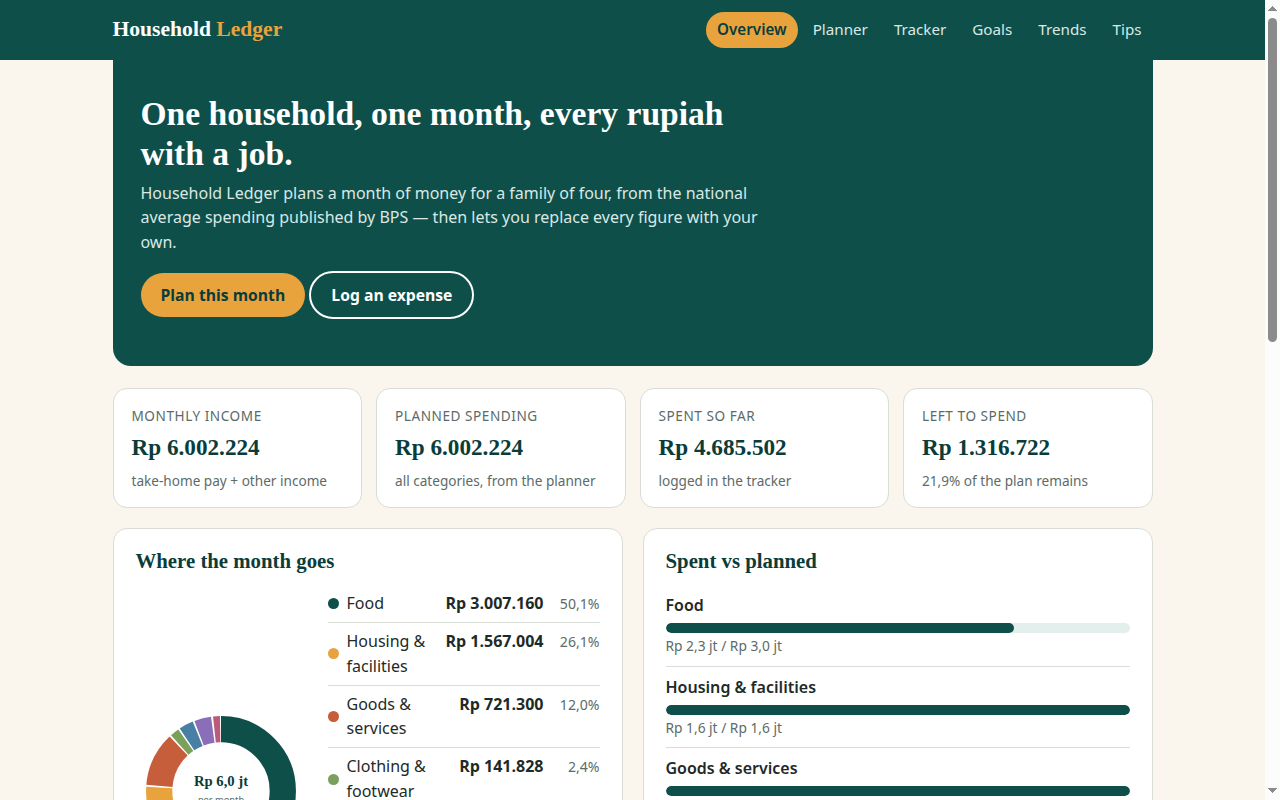 Household Ledger
Overview
Planner
Tracker
Goals
Trends
Tips
One household, one month, every rupiah
with a job.
Household Ledger plans a month of money for a family of four, from the national
average spending published by BPS — then lets you replace every figure with your
own.
Plan this month
Log an expense
MONTHLY INCOME
Rp 6.002.224
take-home pay + other income
PLANNED SPENDING
Rp 6.002.224
all categories, from the planner
SPENT SO FAR
Rp 4.685.502
logged in the tracker
LEFT TO SPEND
Rp 1.316.722
21,9% of the plan remains
Where the month goes
Food Rp 3.007.160 50,1%
Housing & Rp 1.567.004 26,1%
facilities
Goods & Rp 721.300 12,0%
services
Clothing & Rp 141.828 2,4%
footwear
Rp 6,0 jt
per month
Spent vs planned
Food
Rp 2,3 jt / Rp 3,0 jt
Housing & facilities
Rp 1,6 jt / Rp 1,6 jt
Goods & services